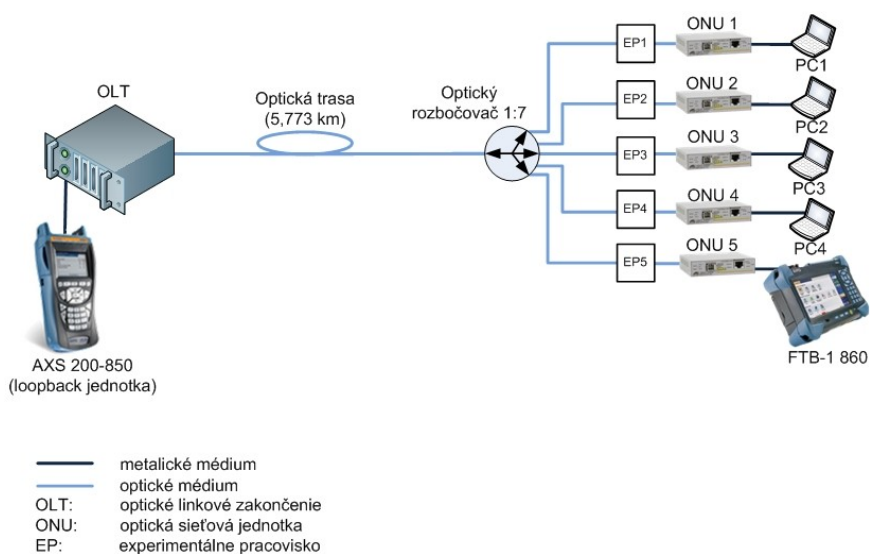 OLT
Optická trasa
(5,773 km)
Optický
rozbočovač 1:7
EP1
ONU 1
PC1
EP2
ONU 2
PC2
EP3
ONU 3
PC3
EP4
ONU 4
PC4
EP5
ONU 5
FTB-1 860
AXS 200-850
(loopback jednotka)
metalické médium
optické médium
OLT: optické linkové zakončenie
ONU: optická sieťová jednotka
EP: experimentálne pracovisko